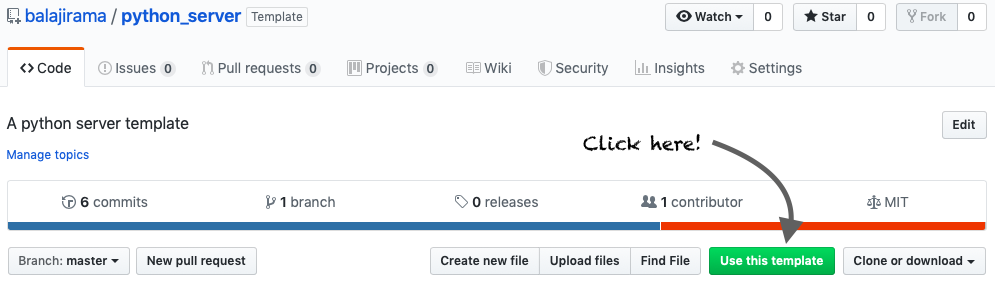 balajirama / python_server Template Watch 0 Star 0 Fork 0
Code Issues 0 Pull requests 0 Projects 0 Wiki Security Insights Settings
A python server template Edit
Click here!
Manage topics
6 commits 1 branch 0 releases 1 contributor MIT
Branch: master New pull request Create new file Upload files Find File Use this template Clone or download